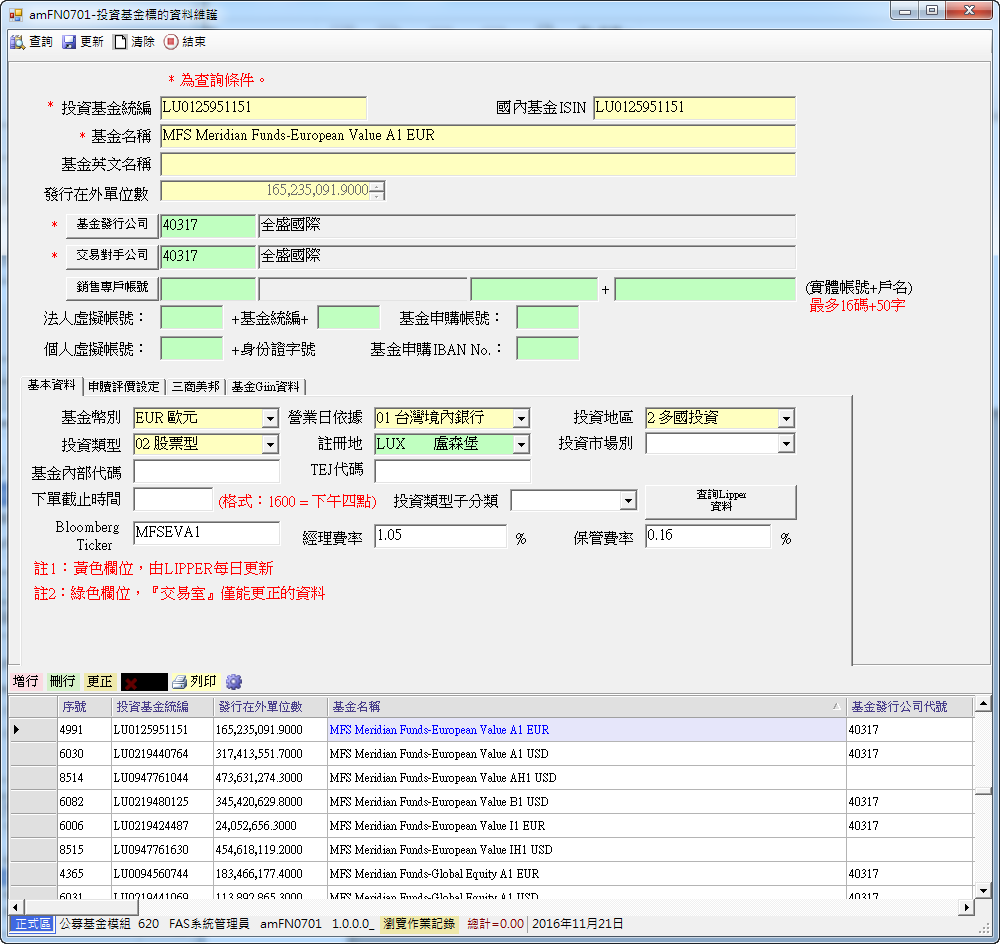 amFN0701-投資基金標的資料維護
查詢 更新 清除 結束
* 為查詢條件。
* 投資基金統編 LU0125951151 國內基金ISIN LU0125951151
* 基金名稱 MFS Meridian Funds-European Value A1 EUR
基金英文名稱
發行在外單位數 165,235,091.9000
* 基金發行公司 40317 全盛國際
* 交易對手公司 40317 全盛國際
銷售專戶帳號 + (實體帳號+戶名)
最多16碼+50字
法人虛擬帳號： +基金統編+ 基金申購帳號：
個人虛擬帳號： +身份證字號 基金申購IBAN No.：
基本資料 申購評價設定 三商美邦 基金Giin資料
基金幣別 EUR 歐元 營業日依據 01 台灣境內銀行 投資地區 2 多國投資
投資類型 02 股票型 註冊地 LUX 盧森堡 投資市場別
基金內部代碼 TEJ代碼
下單截止時間 (格式：1600 = 下午四點) 投資類型子分類 查詢Lipper
資料
Bloomberg
Ticker MFSEVA1 經理費率 1.05 % 保管費率 0.16 %
註1：黃色欄位，由LIPPER每日更新
註2：綠色欄位，『交易室』僅能更正的資料
增行 刪行 更正 列印
序號 投資基金統編 發行在外單位數 基金名稱 基金發行公司代號
4991 LU0125951151 165,235,091.9000 MFS Meridian Funds-European Value A1 EUR 40317
6030 LU0219440764 317,413,551.7000 MFS Meridian Funds-European Value A1 USD 40317
8514 LU0947761044 473,631,274.3000 MFS Meridian Funds-European Value AH1 USD
6082 LU0219480125 345,420,629.8000 MFS Meridian Funds-European Value B1 USD 40317
6006 LU0219424487 24,052,656.3000 MFS Meridian Funds-European Value I1 EUR 40317
8515 LU0947761630 454,618,119.2000 MFS Meridian Funds-European Value IH1 USD
4365 LU0094560744 183,466,177.4000 MFS Meridian Funds-Global Equity A1 EUR 40317
6031 LU0219441069 113,892,865.3000 MFS Meridian Funds-Global Equity A1 USD 40317
正式區 公募基金模組 620 FAS系統管理員 amFN0701 1.0.0.0_ 瀏覽作業記錄 總計=0.00 2016年11月21日